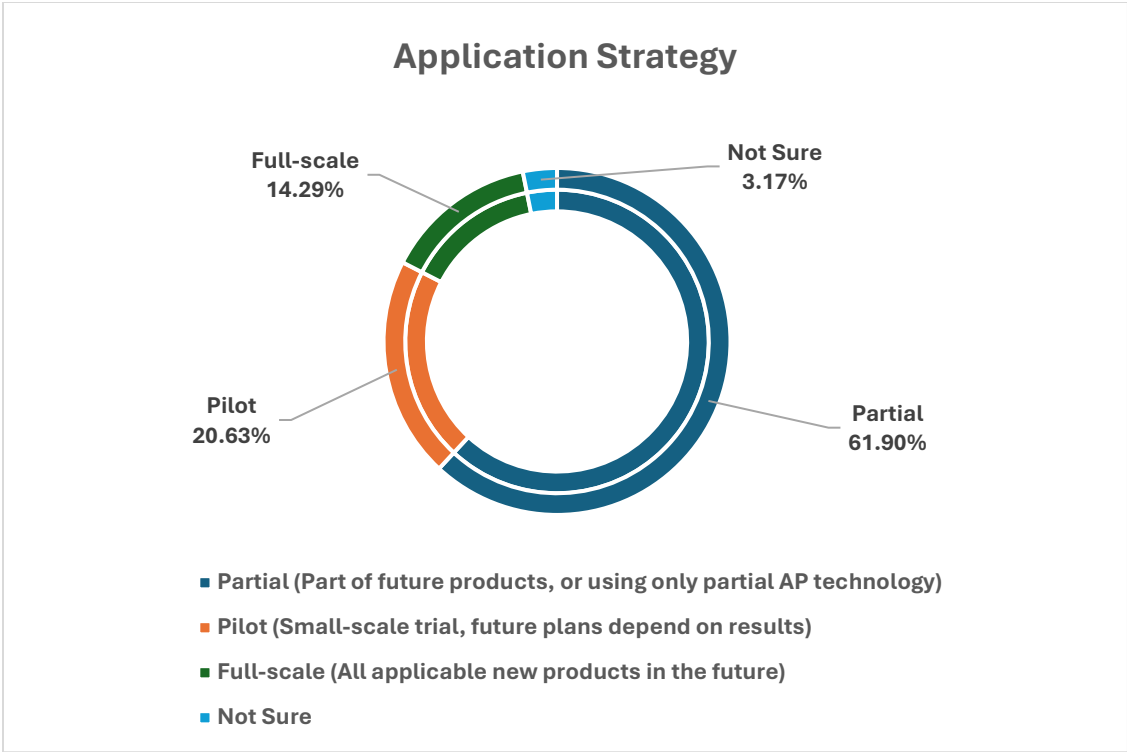 Application Strategy
Not Sure
3.17%
Full-scale
14.29%
Pilot
20.63%
Partial
61.90%
Partial (Part of future products, or using only partial AP technology)
Pilot (Small-scale trial, future plans depend on results)
Full-scale (All applicable new products in the future)
Not Sure